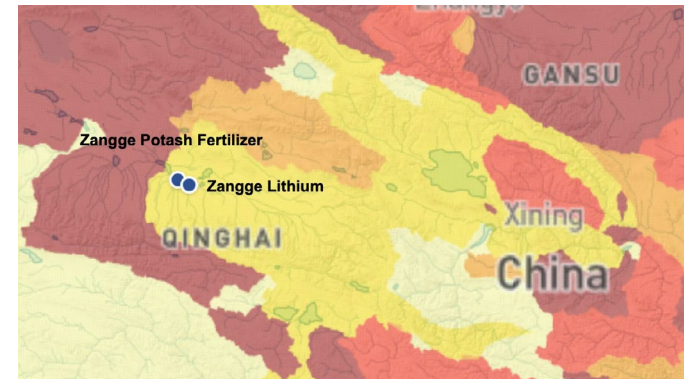 GANSU
Zangge Potash Fertilizer
Zangge Lithium
Xining
QINGHAI
China